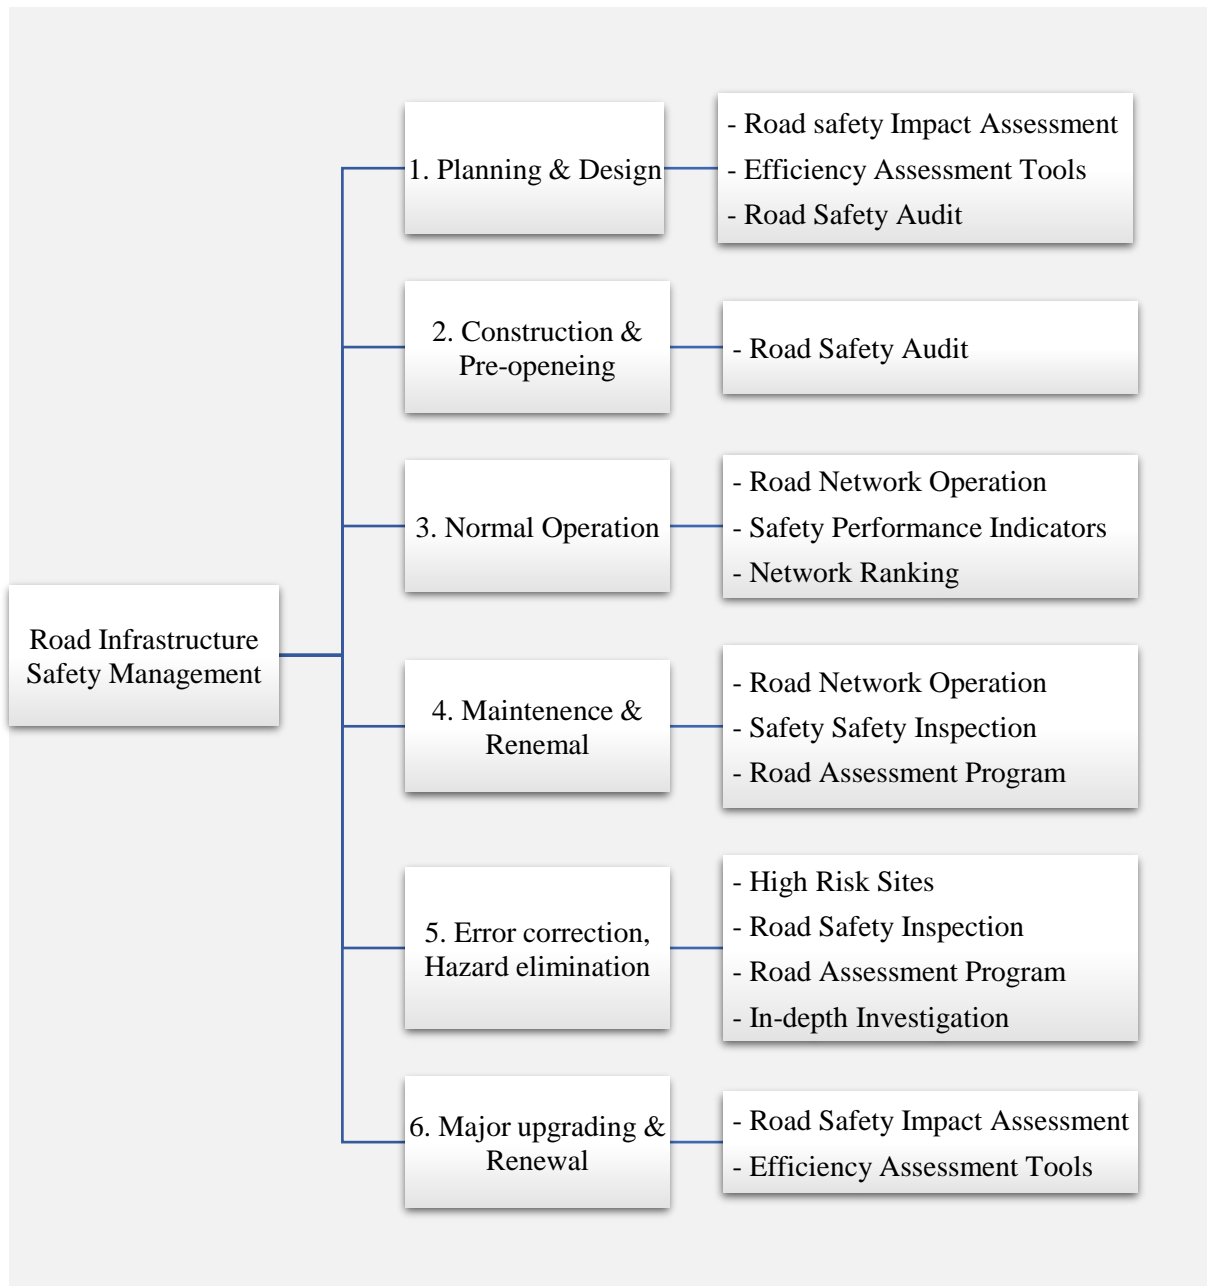 Road Infrastructure
Safety Management
1. Planning & Design
- Road safety Impact Assessment
- Efficiency Assessment Tools
- Road Safety Audit
2. Construction &
Pre-openeing
- Road Safety Audit
3. Normal Operation
- Road Network Operation
- Safety Performance Indicators
- Network Ranking
4. Maintenence &
Renemal
- Road Network Operation
- Safety Safety Inspection
- Road Assessment Program
5. Error correction,
Hazard elimination
- High Risk Sites
- Road Safety Inspection
- Road Assessment Program
- In-depth Investigation
6. Major upgrading &
Renewal
- Road Safety Impact Assessment
- Efficiency Assessment Tools